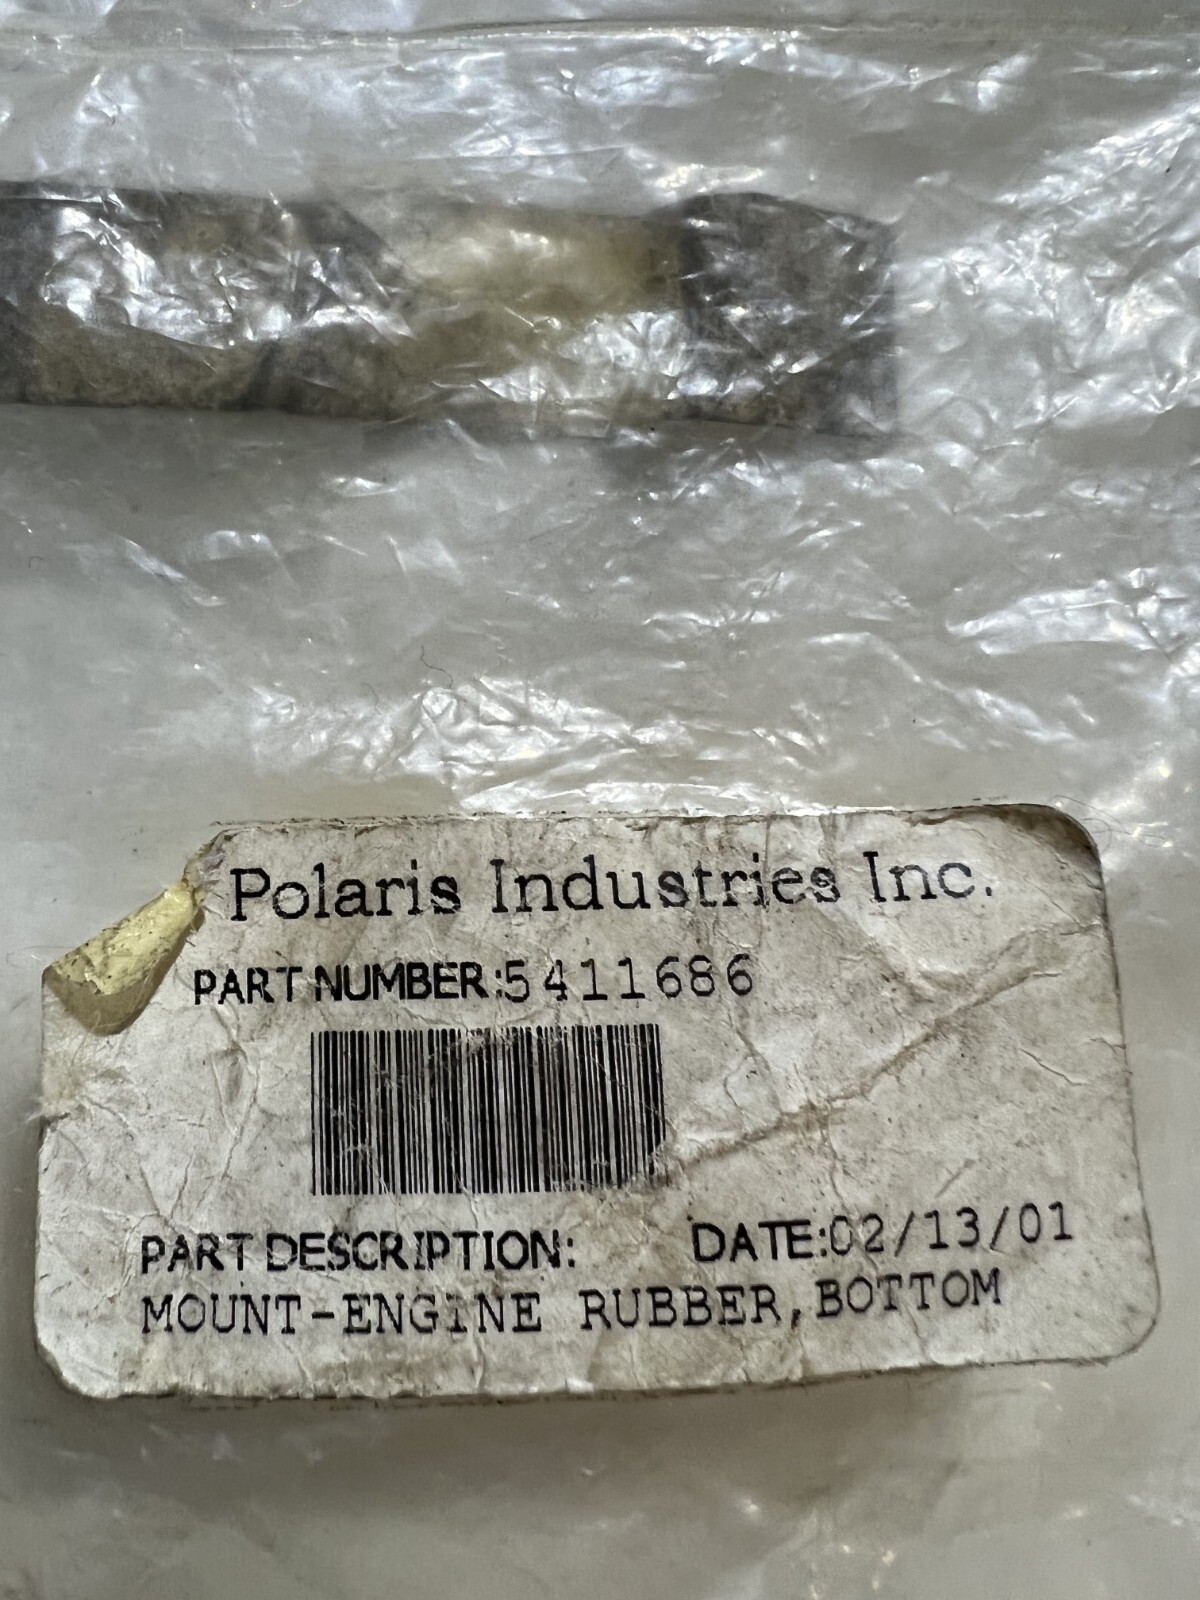 Polaris Industries Inc.
PART NUMBER:5411686
PART DESCRIPTION: DATE:02/13/01
MOUNT-ENGINE RUBBER,BOTTOM